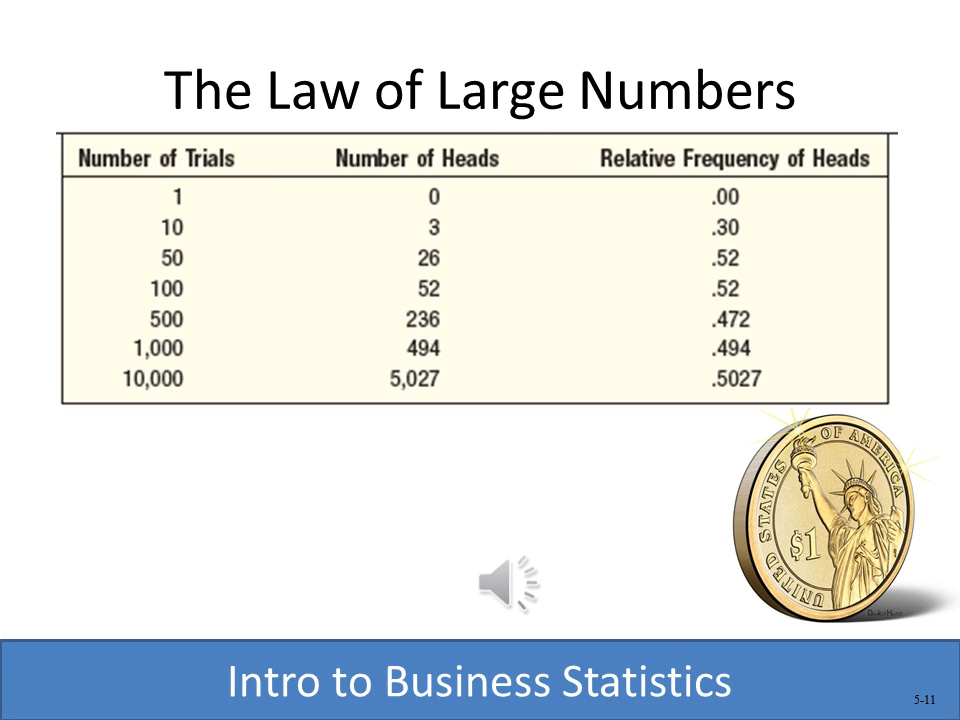 The Law of Large Numbers
Number of Trials Number of Heads Relative Frequency of Heads
1 0 .00
10 3 .30
50 26 .52
100 52 .52
500 236 .472
1,000 494 .494
10,000 5,027 .5027
UNITED STATES OF AMERICA
$1
Intro to Business Statistics
5-11